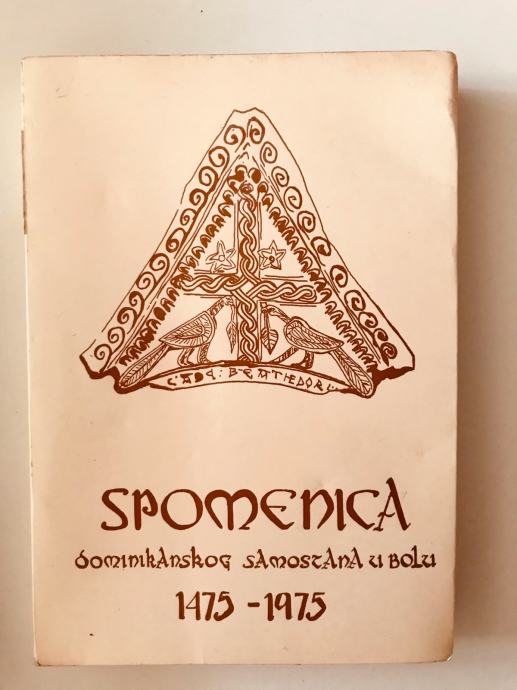 SPOMENICA
DOMINIKANSKOG SAMOSTANA U BOLU
1475 - 1975